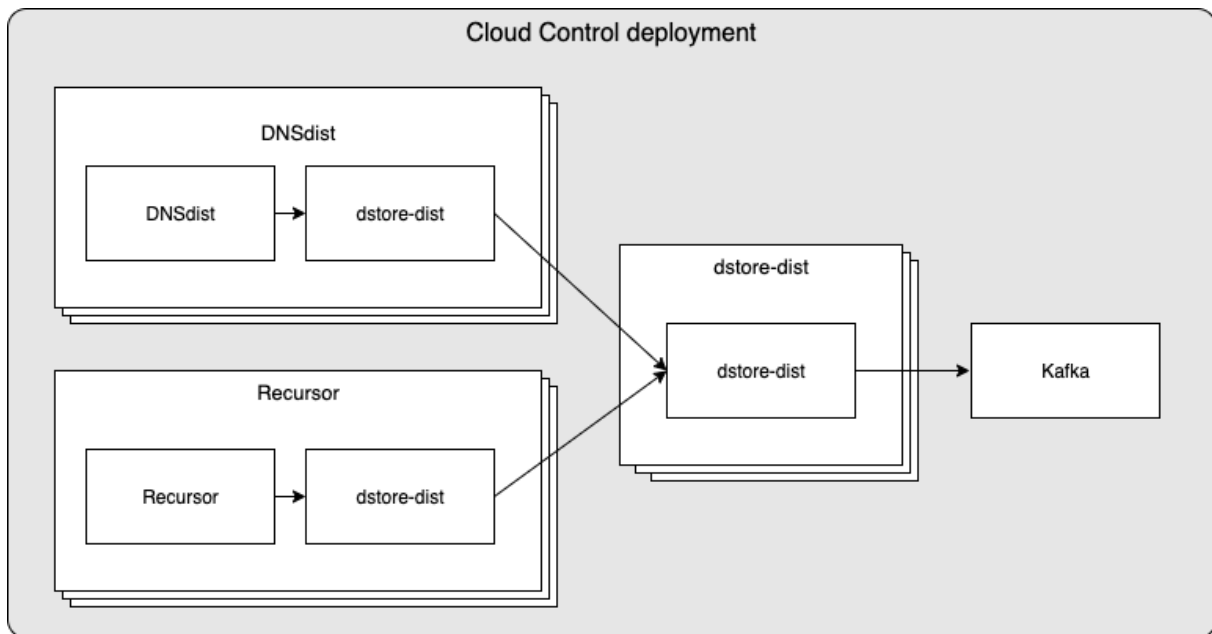 Cloud Control deployment
DNSdist
DNSdist
dstore-dist
dstore-dist
dstore-dist
Kafka
Recursor
Recursor
dstore-dist